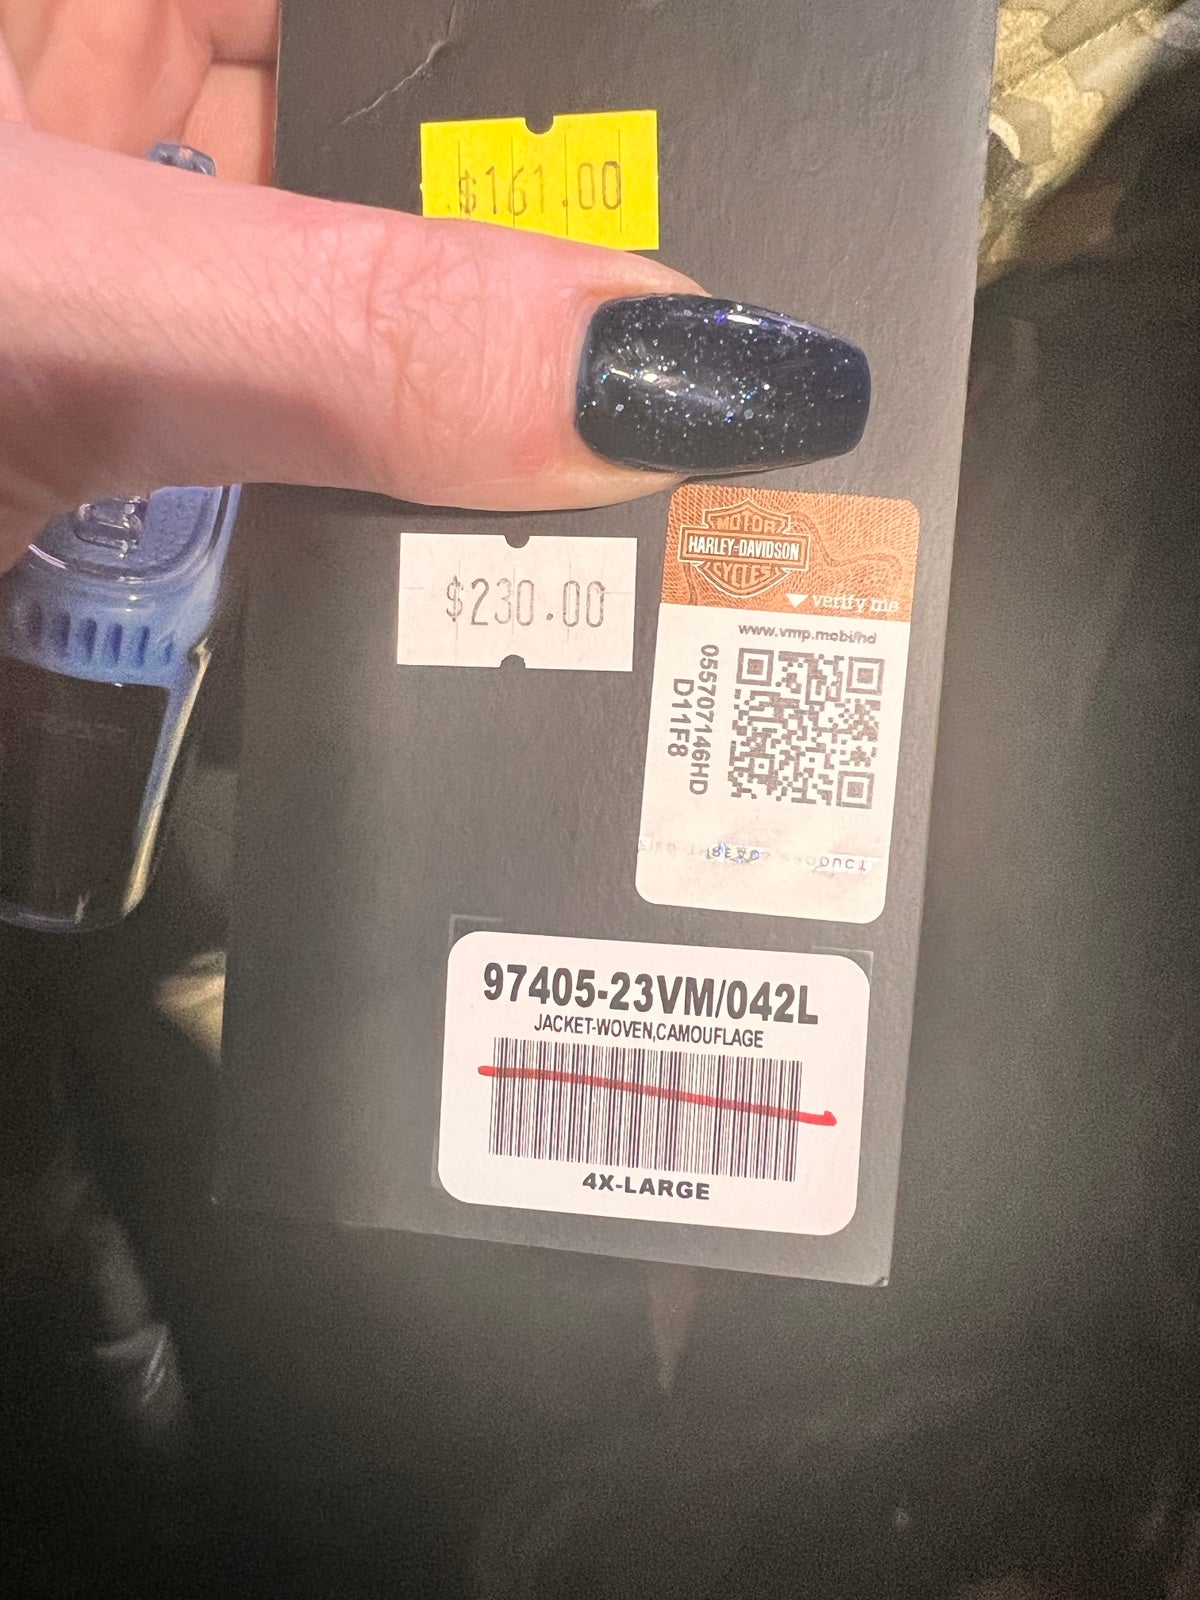 $161.00
MOTOR
HARLEY-DAVIDSON
CYCLES
verify me
www.vmp.mobi/hd
055707146HD
D11F8
$230.00
97405-23VM/042L
JACKET-WOVEN,CAMOUFLAGE
4X-LARGE